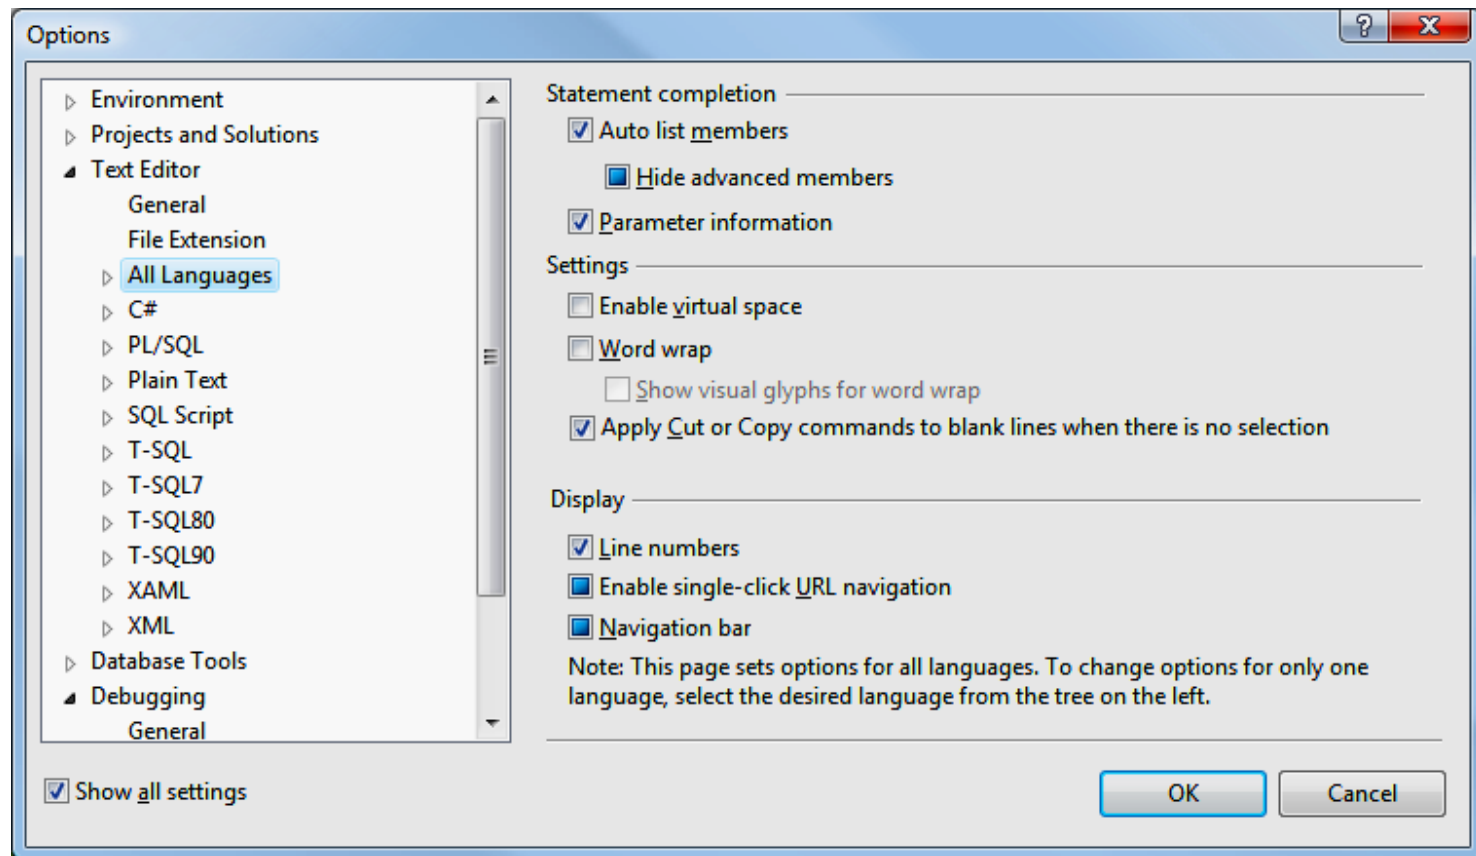 Options
Environment
Projects and Solutions
Text Editor
General
File Extension
All Languages
C#
PL/SQL
Plain Text
SQL Script
T-SQL
T-SQL7
T-SQL80
T-SQL90
XAML
XML
Database Tools
Debugging
General
Show all settings
Statement completion
Auto list members
Hide advanced members
Parameter information
Settings
Enable virtual space
Word wrap
Show visual glyphs for word wrap
Apply Cut or Copy commands to blank lines when there is no selection
Display
Line numbers
Enable single-click URL navigation
Navigation bar
Note: This page sets options for all languages. To change options for only one
language, select the desired language from the tree on the left.
OK
Cancel